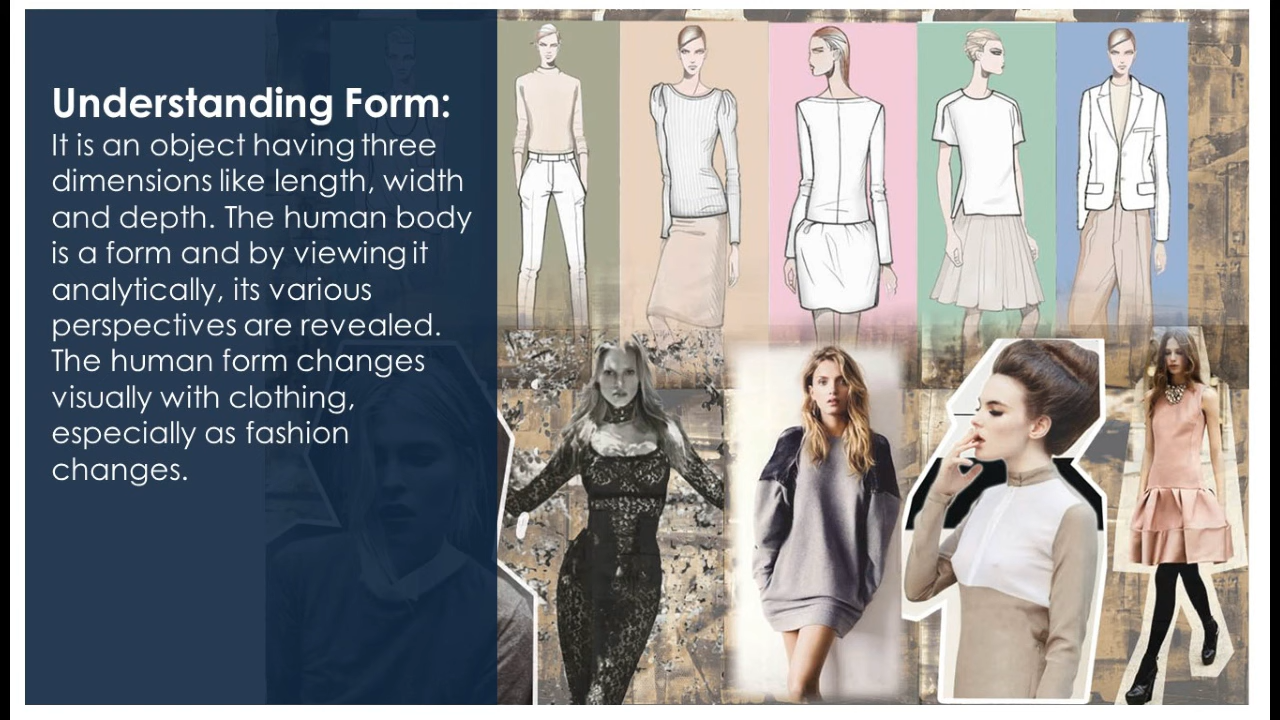 Understanding Form:
It is an object having three
dimensions like length, width
and depth. The human body
is a form and by viewing it
analytically, its various
perspectives are revealed.
The human form changes
visually with clothing,
especially as fashion
changes.